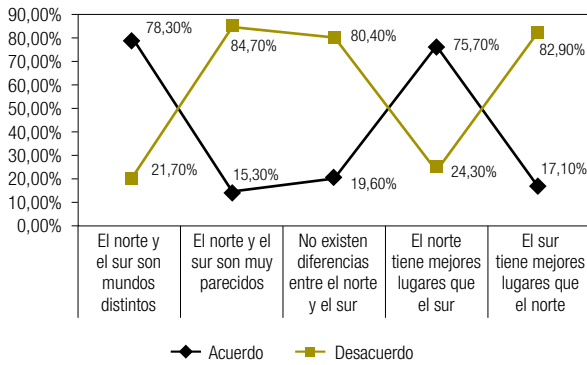 90,00%
80,00%
70,00%
60,00%
50,00%
40,00%
30,00%
20,00%
10,00%
0,00%
78,30%
84,70%
80,40%
75,70%
82,90%
21,70%
15,30%
19,60%
24,30%
17,10%
El norte y
el sur son
mundos
distintos
El norte y el
sur son muy
parecidos
No existen
diferencias
entre el norte
y el sur
El norte
tiene mejores
lugares que
el sur
El sur
tiene mejores
lugares que
el norte
Acuerdo
Desacuerdo